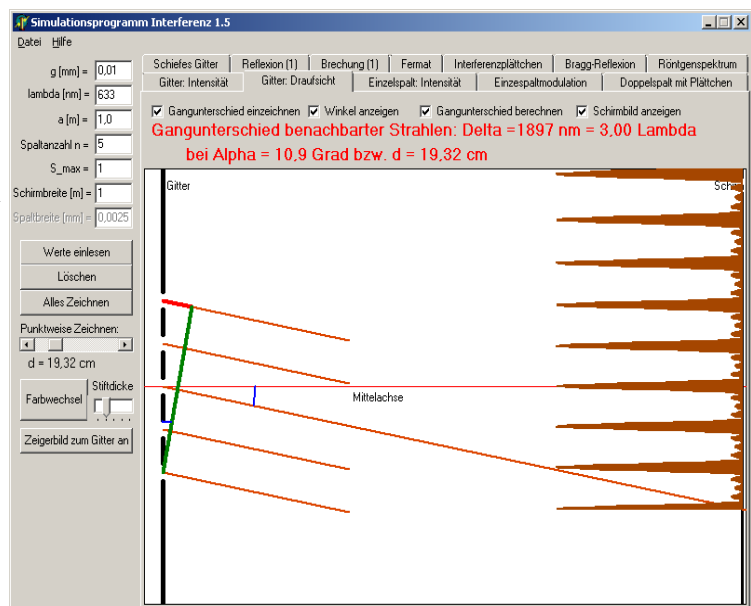 Simulationsprogramm Interferenz 1.5
Datei Hilfe
g [mm] = 0,01
lambda [nm] = 633
a [m] = 1,0
Spaltanzahl n = 5
S_max = 1
Schirmbreite [m] = 1
Spaltbreite [mm] = 0,0025
Werte einlesen
Löschen
Alles Zeichnen
Punktweise Zeichnen:
d = 19,32 cm
Farbwechsel
Stiftdicke
Zeigerbild zum Gitter an
Schiefes Gitter Reflexion (1) Brechung (1) Fermat Interferenzplättchen Bragg-Reflexion Röntgenspektrum
Gitter: Intensität Gitter: Draufsicht Einzelspalt: Intensität Einzespaltmodulation Doppelspalt mit Plättchen
Gangunterschied einzeichnen Winkel anzeigen Gangunterschied berechnen Schirmbild anzeigen
Gangunterschied benachbarter Strahlen: Delta =1897 nm = 3,00 Lambda
bei Alpha = 10,9 Grad bzw. d = 19,32 cm
Gitter
Mittelachse